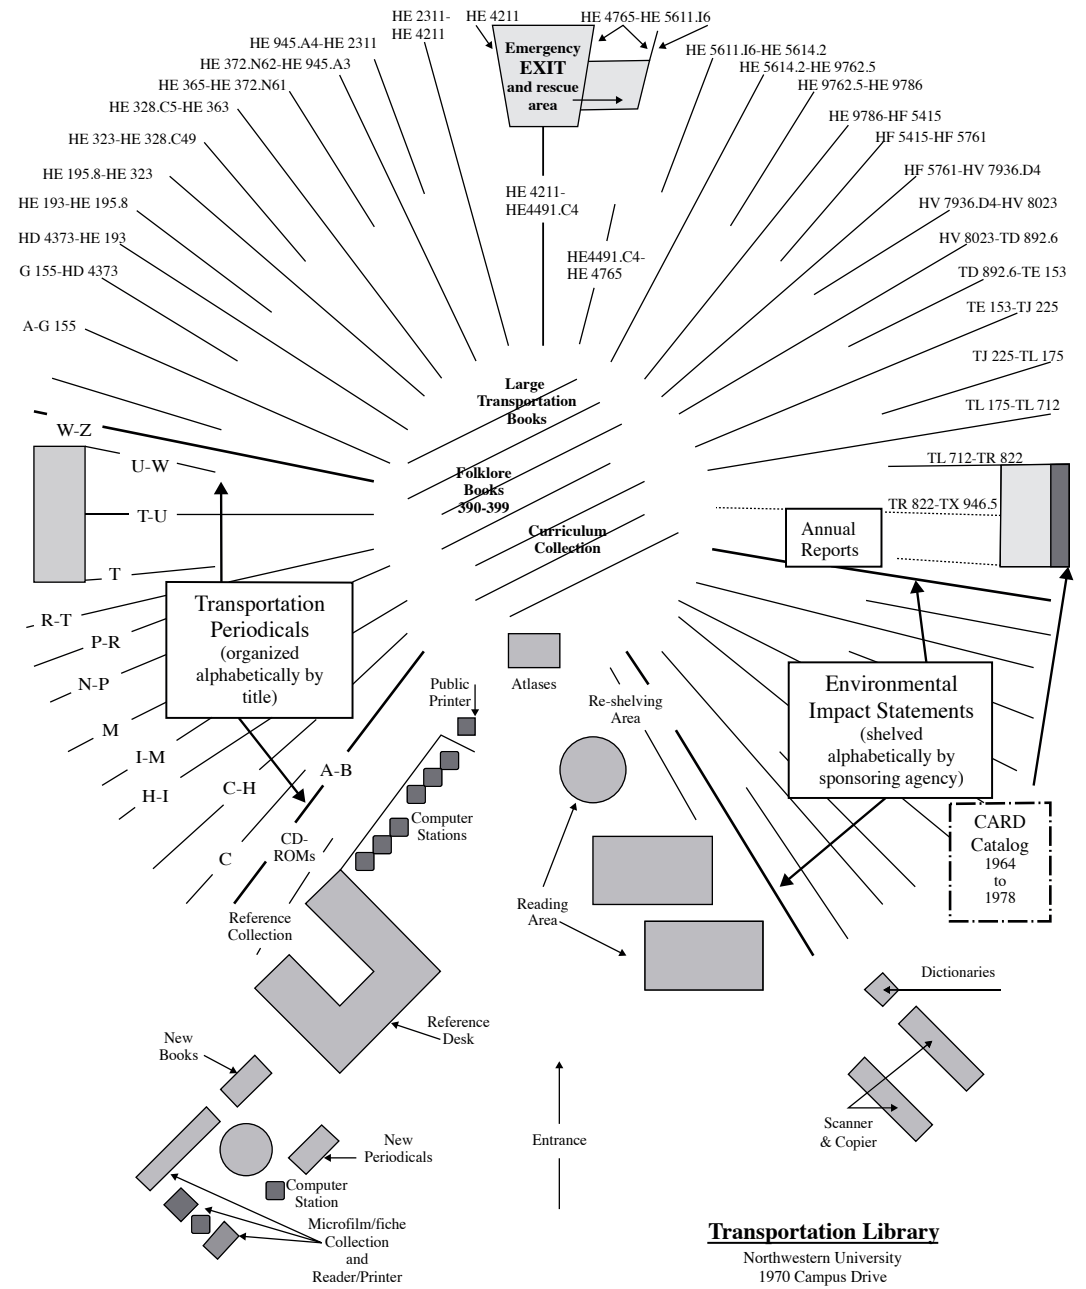 HE 2311-
HE 4211
HE 4211
HE 4765-HE 5611.I6
HE 945.A4-HE 2311
HE 372.N62-HE 945.A3
HE 365-HE 372.N61
HE 328.C5-HE 363
HE 323-HE 328.C49
HE 195.8-HE 323
HE 193-HE 195.8
HD 4373-HE 193
G 155-HD 4373
A-G 155
Emergency
EXIT
and rescue
area
HE 5611.I6-HE 5614.2
HE 5614.2-HE 9762.5
HE 9762.5-HE 9786
HE 9786-HF 5415
HF 5415-HF 5761
HF 5761-HV 7936.D4
HV 7936.D4-HV 8023
HV 8023-TD 892.6
TD 892.6-TE 153
TE 153-TJ 225
TJ 225-TL 175
TL 175-TL 712
TL 712-TR 822
TR 822-TX 946.5
HE 4211-
HE4491.C4
HE4491.C4-
HE 4765
Large
Transportation
Books
Folklore
Books
390-399
Curriculum
Collection
Annual
Reports
W-Z
U-W
T-U
T
R-T
P-R
N-P
M
I-M
H-I
C-H
C
A-B
Transportation
Periodicals
(organized
alphabetically by
title)
Environmental
Impact Statements
(shelved
alphabetically by
sponsoring agency)
Public
Printer
Atlases
Re-shelving
Area
Computer
Stations
CD-
ROMs
Reference
Collection
Reading
Area
CARD
Catalog
1964
to
1978
Dictionaries
Reference
Desk
New
Books
Scanner
& Copier
Entrance
New
Periodicals
Computer
Station
Microfilm/fiche
Collection
and
Reader/Printer
Transportation Library
Northwestern University
1970 Campus Drive